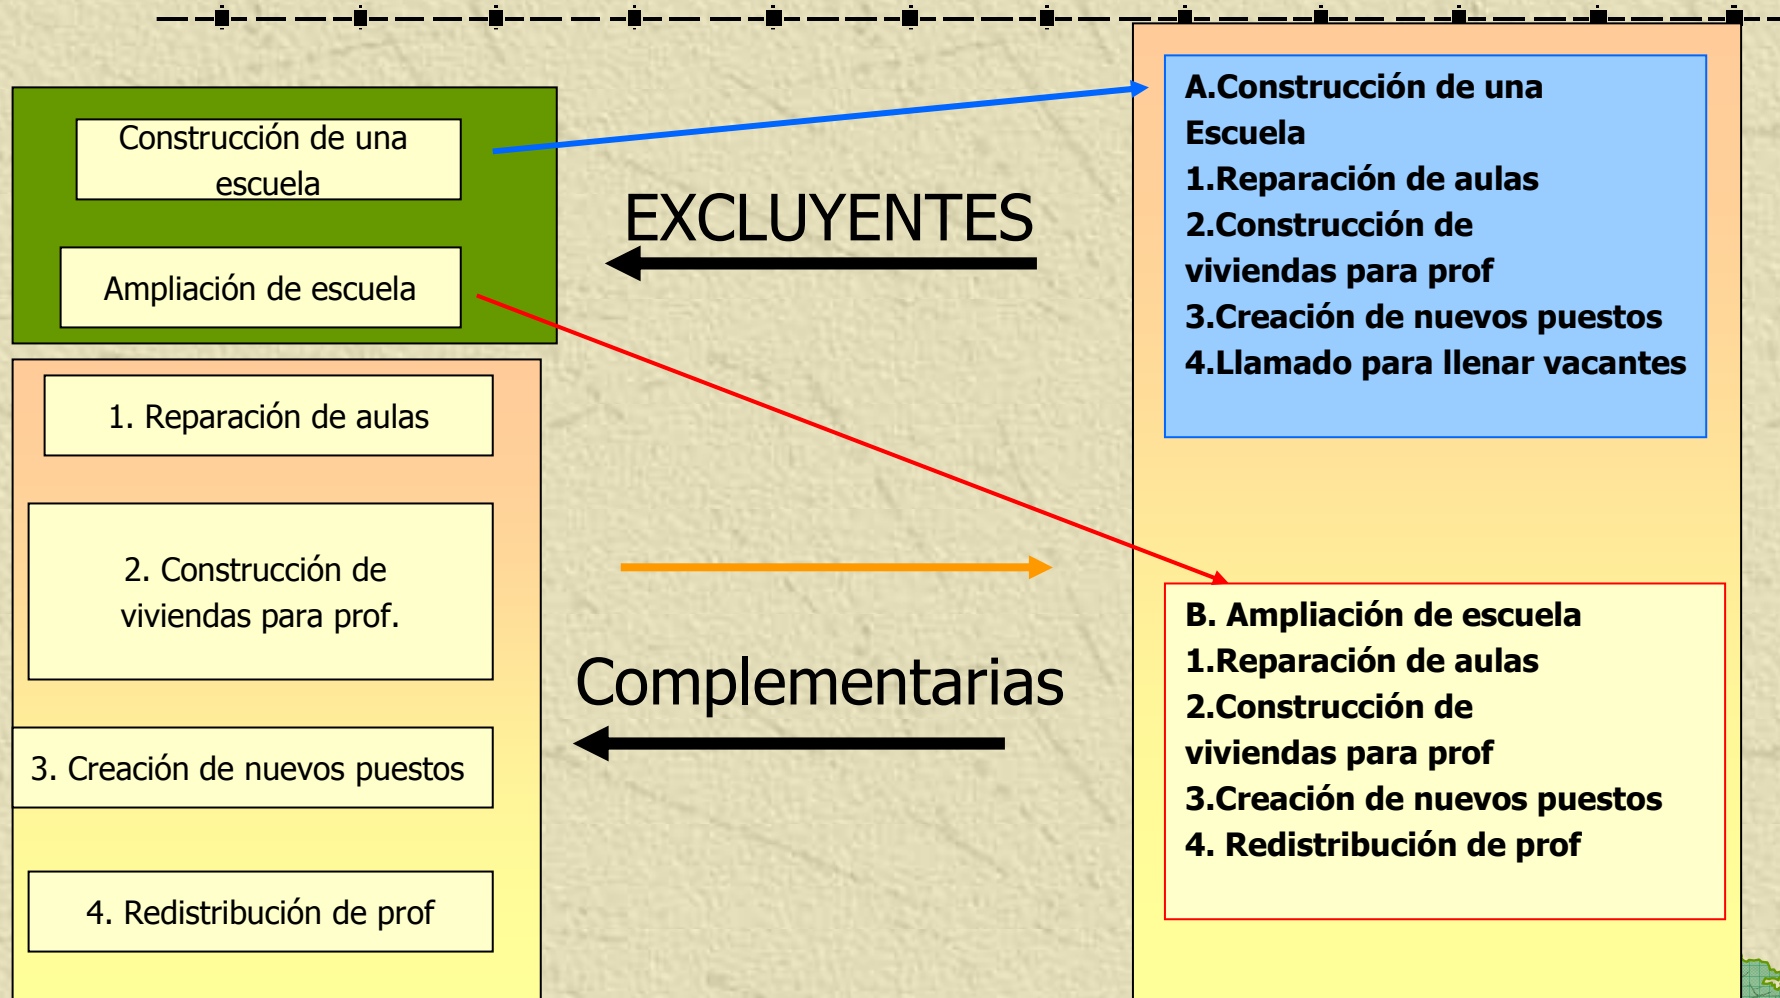 Construcción de una
escuela
Ampliación de escuela
1. Reparación de aulas
2. Construcción de
viviendas para prof.
3. Creación de nuevos puestos
4. Redistribución de prof
EXCLUYENTES
Complementarias
A.Construcción de una
Escuela
1.Reparación de aulas
2.Construcción de
viviendas para prof
3.Creación de nuevos puestos
4.Llamado para llenar vacantes
B. Ampliación de escuela
1.Reparación de aulas
2.Construcción de
viviendas para prof
3.Creación de nuevos puestos
4. Redistribución de prof